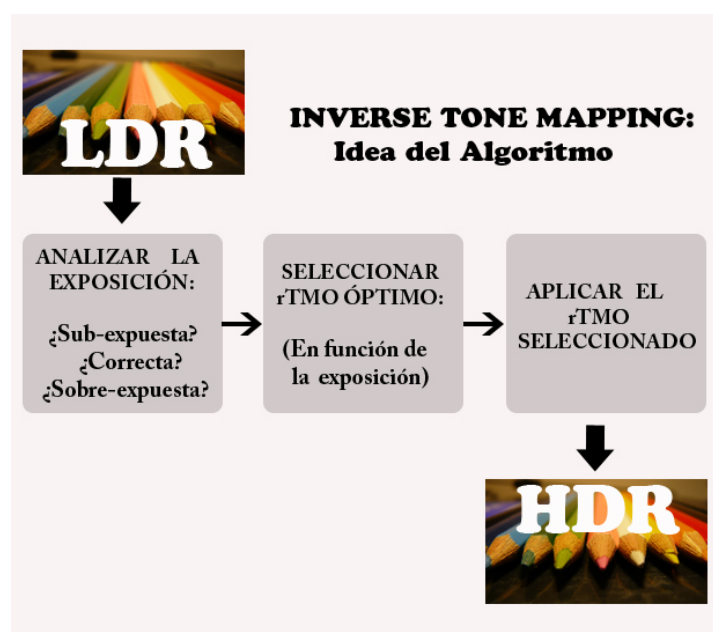 LDR
INVERSE TONE MAPPING:
Idea del Algoritmo
ANALIZAR LA
EXPOSICIÓN:
¿Sub-expuesta?
¿Correcta?
¿Sobre-expuesta?
SELECCIONAR
rTMO ÓPTIMO:
(En función de
la exposición)
APLICAR EL
rTMO
SELECCIONADO
HDR